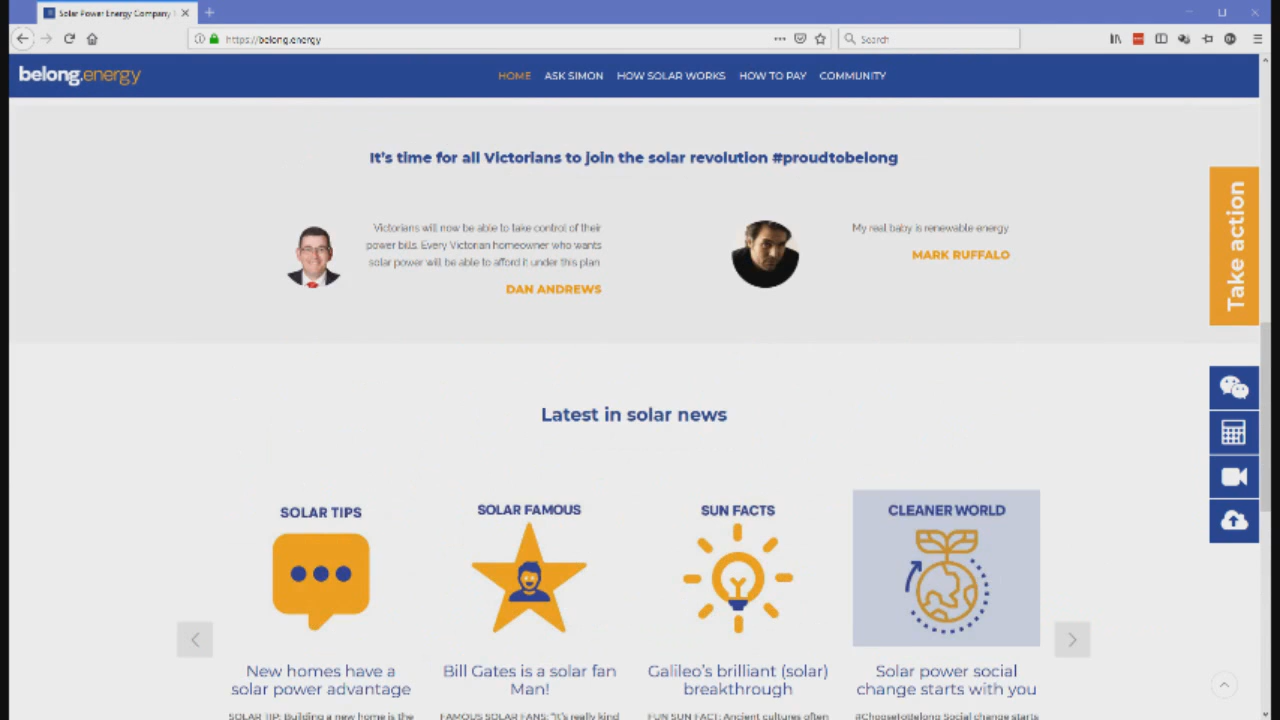 Solar Power Energy Company
https://belong.energy
Search
belong.energy
HOME
ASK SIMON
HOW SOLAR WORKS
HOW TO PAY
COMMUNITY
It's time for all Victorians to join the solar revolution #proudtobelong
Victorians will now be able to take control of their
power bills. Every Victorian homeowner who wants
solar power will be able to afford it under this plan.
DAN ANDREWS
My real baby is renewable energy
MARK RUFFALO
Take action
Latest in solar news
SOLAR TIPS
SOLAR FAMOUS
SUN FACTS
CLEANER WORLD
New homes have a
solar power advantage
Bill Gates is a solar fan
Man!
Galileo's brilliant (solar)
breakthrough
Solar power social
change starts with you
SOLAR TIP: Building a new home is the
FAMOUS SOLAR FANS: "It's really kind
FUN SUN FACT: Ancient cultures often
#ChooseToBelong Social change starts